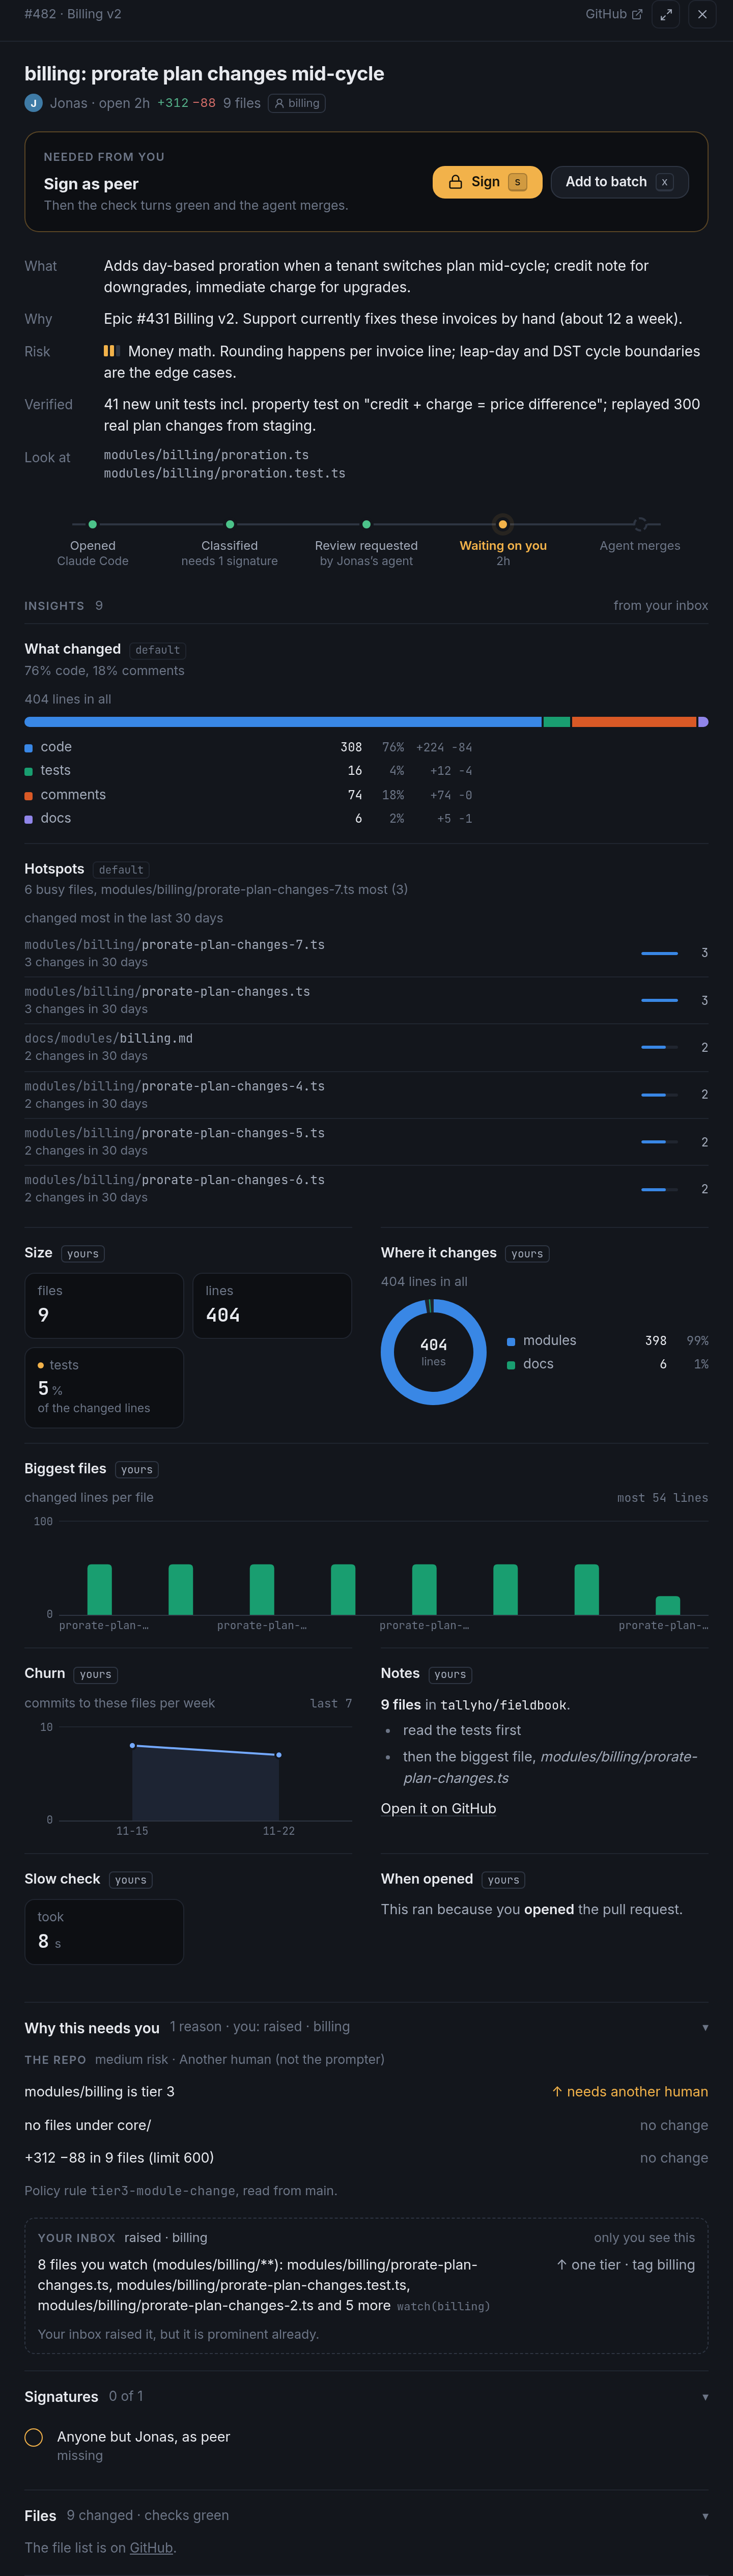 #482 · Billing v2
GitHub
billing: prorate plan changes mid-cycle
J Jonas · open 2h +312 −88 9 files billing
NEEDED FROM YOU
Sign as peer
Then the check turns green and the agent merges.
Sign S
Add to batch X
What
Adds day-based proration when a tenant switches plan mid-cycle; credit note for
downgrades, immediate charge for upgrades.
Why
Epic #431 Billing v2. Support currently fixes these invoices by hand (about 12 a week).
Risk
Money math. Rounding happens per invoice line; leap-day and DST cycle boundaries
are the edge cases.
Verified
41 new unit tests incl. property test on "credit + charge = price difference"; replayed 300
real plan changes from staging.
Look at
modules/billing/proration.ts
modules/billing/proration.test.ts
Opened
Claude Code
Classified
needs 1 signature
Review requested
by Jonas's agent
Waiting on you
2h
Agent merges
INSIGHTS 9
from your inbox
What changed default
76% code, 18% comments
404 lines in all
code 308 76% +224 -84
tests 16 4% +12 -4
comments 74 18% +74 -0
docs 6 2% +5 -1
Hotspots default
6 busy files, modules/billing/prorate-plan-changes-7.ts most (3)
changed most in the last 30 days
modules/billing/prorate-plan-changes-7.ts
3 changes in 30 days
3
modules/billing/prorate-plan-changes.ts
3 changes in 30 days
3
docs/modules/billing.md
2 changes in 30 days
2
modules/billing/prorate-plan-changes-4.ts
2 changes in 30 days
2
modules/billing/prorate-plan-changes-5.ts
2 changes in 30 days
2
modules/billing/prorate-plan-changes-6.ts
2 changes in 30 days
2
Size yours
files
9
lines
404
tests
5 %
of the changed lines
Where it changes yours
404 lines in all
404
lines
modules 398 99%
docs 6 1%
Biggest files yours
changed lines per file
most 54 lines
100
0
prorate-plan-…
prorate-plan-…
prorate-plan-…
prorate-plan-…
Churn yours
commits to these files per week
last 7
10
0
11-15
11-22
Notes yours
9 files in tallyho/fieldbook.
• read the tests first
• then the biggest file, modules/billing/prorate-
plan-changes.ts
Open it on GitHub
Slow check yours
took
8 s
When opened yours
This ran because you opened the pull request.
Why this needs you 1 reason · you: raised · billing
THE REPO medium risk · Another human (not the prompter)
modules/billing is tier 3
↑ needs another human
no files under core/
no change
+312 −88 in 9 files (limit 600)
no change
Policy rule tier3-module-change, read from main.
YOUR INBOX raised · billing
only you see this
8 files you watch (modules/billing/**): modules/billing/prorate-plan-
changes.ts, modules/billing/prorate-plan-changes.test.ts,
modules/billing/prorate-plan-changes-2.ts and 5 more watch(billing)
↑ one tier · tag billing
Your inbox raised it, but it is prominent already.
Signatures 0 of 1
Anyone but Jonas, as peer
missing
Files 9 changed · checks green
The file list is on GitHub.